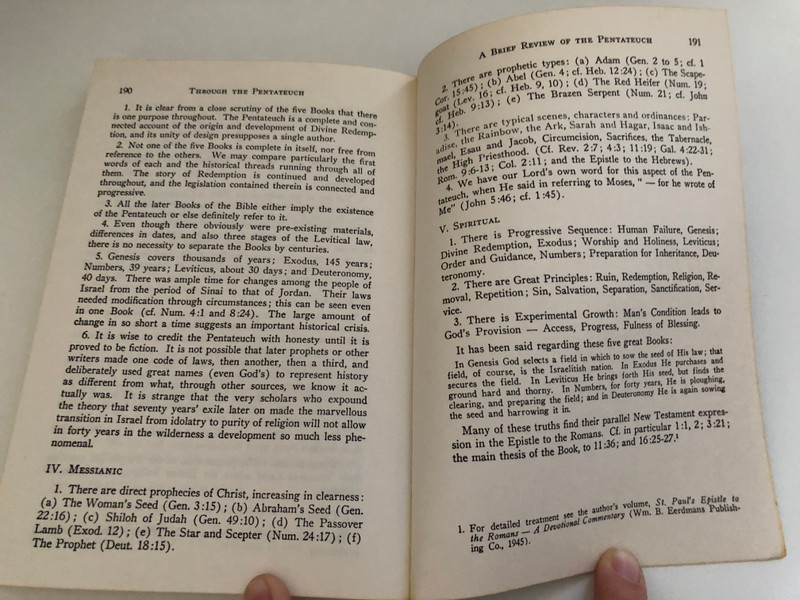 190 THROUGH THE PENTATEUCH
1. It is clear from a close scrutiny of the five Books that there
is one purpose throughout. The Pentateuch is a complete and con-
nected account of the origin and development of Divine Redemp-
tion, and its unity of design presupposes a single author.
2. Not one of the five Books is complete in itself, nor free from
reference to the others. We may compare particularly the first
words of each and the historical threads running through all of
them. The story of Redemption is continued and developed
throughout, and the legislation contained therein is connected and
progressive.
3. All the later Books of the Bible either imply the existence
of the Pentateuch or else definitely refer to it.
4. Even though there obviously were pre-existing materials,
differences in dates, and also three stages of the Levitical law,
there is no necessity to separate the Books by centuries.
5. Genesis covers thousands of years; Exodus, 145 years;
Numbers, 39 years; Leviticus, about 30 days; and Deuteronomy,
40 days. There was ample time for changes among the people of
Israel from the period of Sinai to that of Jordan. Their laws
needed modification through circumstances; this can be seen even
in one Book (cf. Num. 4:1 and 8:24). The large amount of
change in so short a time suggests an important historical crisis.
6. It is wise to credit the Pentateuch with honesty until it is
proved to be fiction. It is not possible that later prophets or other
writers made one code of laws, then another, then a third, and
deliberately used great names (even God's) to represent history
as different from what, through other sources, we know it ac-
tually was. It is strange that the very scholars who expound
the theory that seventy years' exile later on made the marvellous
transition in Israel from idolatry to purity of religion will not allow
in forty years in the wilderness a development so much less phe-
nomenal.
IV. MESSIANIC
1. There are direct prophecies of Christ, increasing in clearness:
(a) The Woman's Seed (Gen. 3:15); (b) Abraham's Seed (Gen.
22:16); (c) Shiloh of Judah (Gen. 49:10); (d) The Passover
Lamb (Exod. 12); (e) The Star and Scepter (Num. 24:17); (f)
The Prophet (Deut. 18:15).
A BRIEF REVIEW OF THE PENTATEUCH 191
2. There are prophetic types: (a) Adam (Gen. 2 to 5; cf. 1
Cor. 15:45); (b) Abel (Gen. 4; cf. Heb. 12:24); (c) The Scape-
goat (Lev. 16; cf. Heb. 9, 10); (d) The Red Heifer (Num. 19;
cf. Heb. 9:13); (e) The Brazen Serpent (Num. 21; cf. John
3:14).
3. There are typical scenes, characters and ordinances: Par-
adise, the Rainbow, the Ark, Sarah and Hagar, Isaac and Ish-
mael, Esau and Jacob, Circumcision, Sacrifices, the Tabernacle,
the High Priesthood. (Cf. Rev. 2:7; 4:3; 11:19; Gal. 4:22-31;
Rom. 9:6-13; Col. 2:11; and the Epistle to the Hebrews).
4. We have our Lord's own word for this aspect of the Pen-
tateuch, when He said in referring to Moses, "— for he wrote of
Me" (John 5:46; cf. 1:45).
V. SPIRITUAL
1. There is Progressive Sequence: Human Failure, Genesis;
Divine Redemption, Exodus; Worship and Holiness, Leviticus;
Order and Guidance, Numbers; Preparation for Inheritance, Deu-
teronomy.
2. There are Great Principles: Ruin, Redemption, Religion, Re-
moval, Repetition; Sin, Salvation, Separation, Sanctification, Ser-
vice.
3. There is Experimental Growth: Man's Condition leads to
God's Provision — Access, Progress, Fulness of Blessing.
It has been said regarding these five great Books:
In Genesis God selects a field in which to sow the seed of His law; that
field, of course, is the Israelitish nation. In Exodus He purchases and
secures the field. In Leviticus He brings forth His seed, but finds the
ground hard and thorny. In Numbers, for forty years, He is ploughing,
clearing, and preparing the field; and in Deuteronomy He is again sowing
the seed and harrowing it in.
Many of these truths find their parallel New Testament expres-
sion in the Epistle to the Romans. Cf. in particular 1:1, 2; 3:21;
the main thesis of the Book, to 11:36; and 16:25-27.¹
1. For detailed treatment see the author's volume, St. Paul's Epistle to
the Romans — A Devotional Commentary (Wm. B. Eerdmans Publish-
ing Co., 1945).